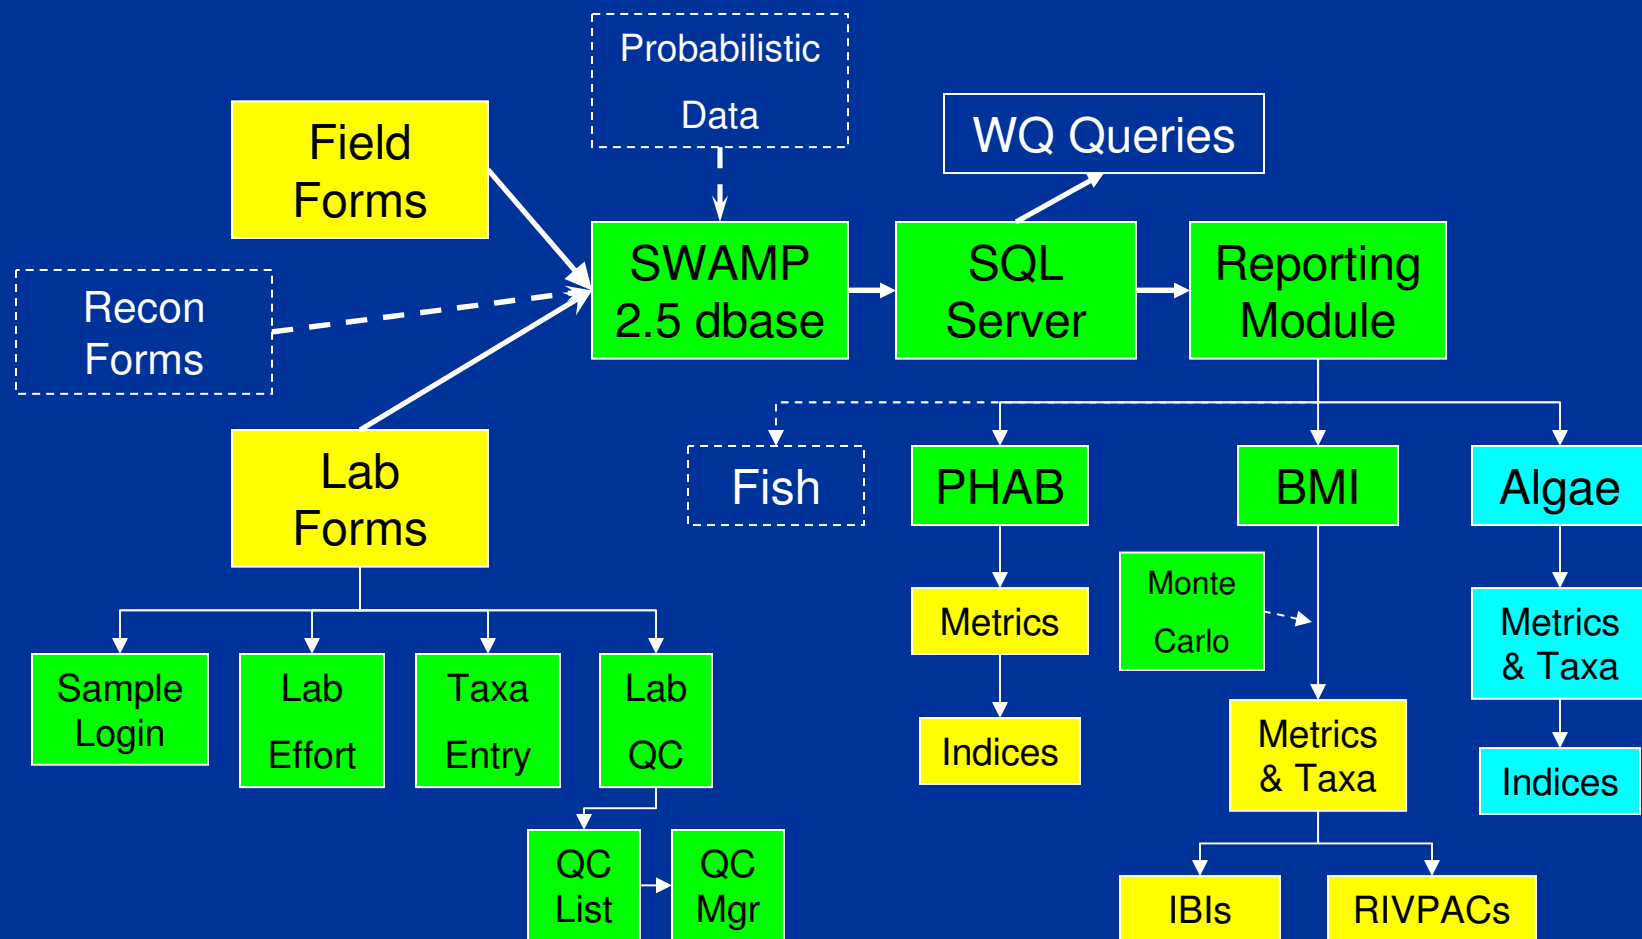 Probabilistic
Data
Field
Forms
WQ Queries
Recon
Forms
SWAMP
2.5 dbase
SQL
Server
Reporting
Module
Lab
Forms
Fish
PHAB
BMI
Algae
Monte
Carlo
Metrics
Metrics
& Taxa
Sample
Login
Lab
Effort
Taxa
Entry
Lab
QC
Indices
Metrics
& Taxa
Indices
QC
List
QC
Mgr
IBIs
RIVPACs